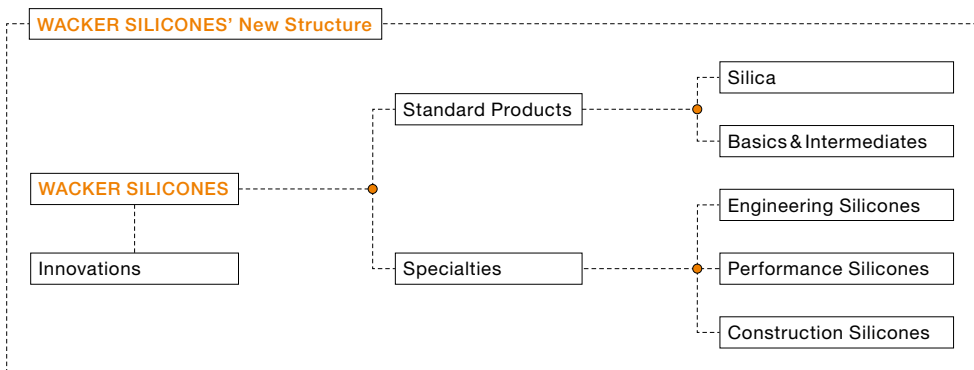 WACKER SILICONES’ New Structure
Silica
Standard Products
Basics & Intermediates
WACKER SILICONES
Engineering Silicones
Innovations
Specialties
Performance Silicones
Construction Silicones